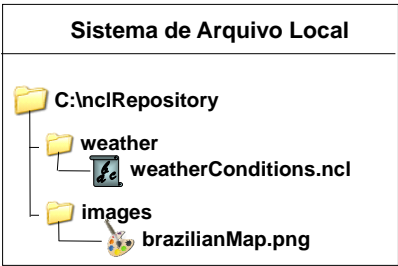 Sistema de Arquivo Local
C:\nclRepository
weather
weatherConditions.ncl
images
brazilianMap.png